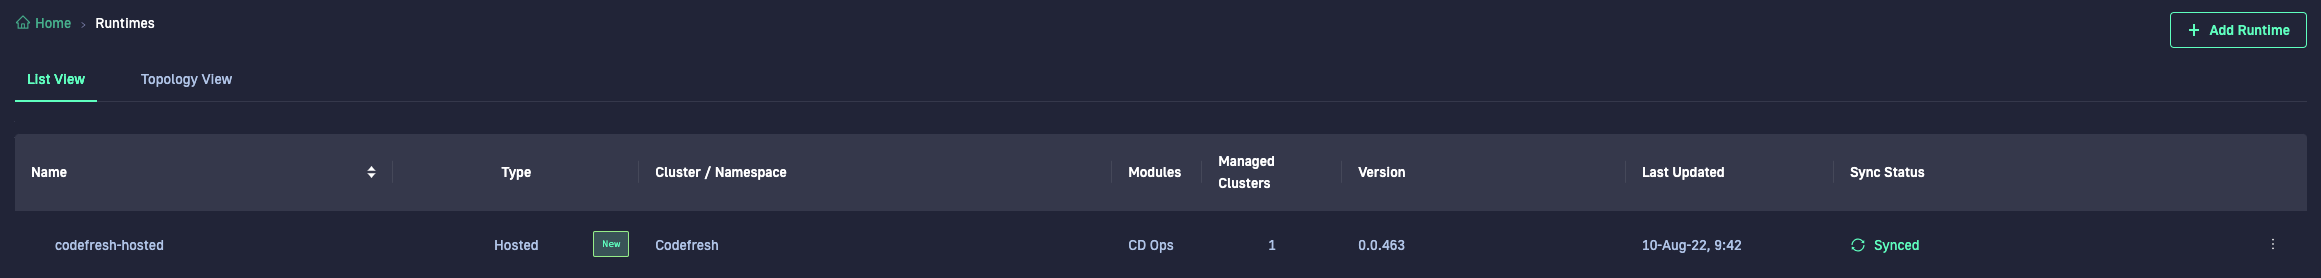 Home > Runtimes
+ Add Runtime
List View
Topology View
Name
Type
Cluster / Namespace
Modules
Managed
Clusters
Version
Last Updated
Sync Status
codefresh-hosted
Hosted
New
Codefresh
CD Ops
1
0.0.463
10-Aug-22, 9:42
Synced